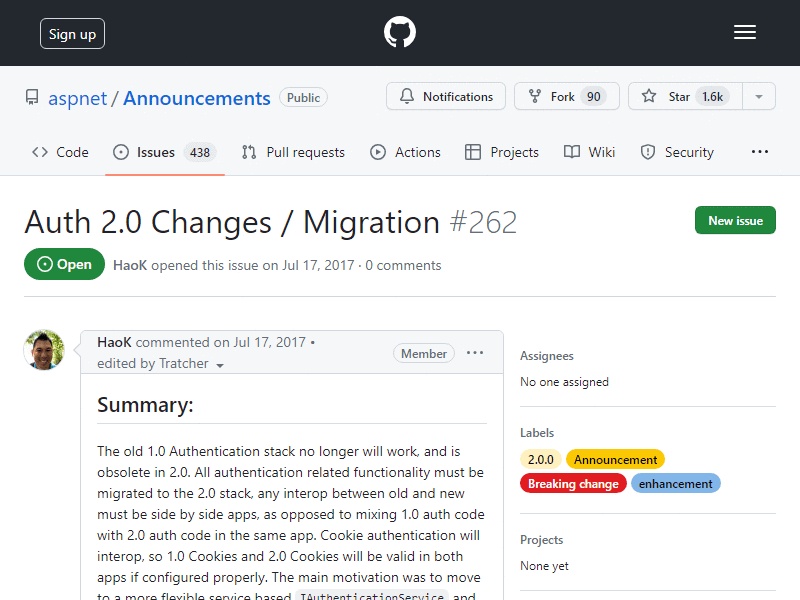 Sign up
aspnet / Announcements Public
Notifications Fork 90 Star 1.6k
Code Issues 438 Pull requests Actions Projects Wiki Security
Auth 2.0 Changes / Migration #262
New issue
Open HaoK opened this issue on Jul 17, 2017 · 0 comments
HaoK commented on Jul 17, 2017 •
edited by Tratcher
Member
Summary:
The old 1.0 Authentication stack no longer will work, and is
obsolete in 2.0. All authentication related functionality must be
migrated to the 2.0 stack, any interop between old and new
must be side by side apps, as opposed to mixing 1.0 auth code
with 2.0 auth code in the same app. Cookie authentication will
interop, so 1.0 Cookies and 2.0 Cookies will be valid in both
apps if configured properly. The main motivation was to move
to a more flexible service based IAuthenticationService and
Assignees
No one assigned
Labels
2.0.0 Announcement
Breaking change enhancement
Projects
None yet